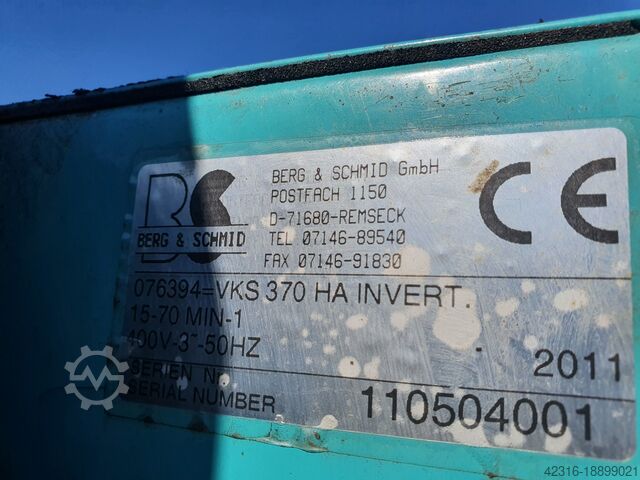 BERG & SCHMID GmbH
POSTFACH 1150
D-71680-REMSECK
TEL 07146-89540
FAX 07146-91830
BS
BERG & SCHMID
CE
076394=VKS 370 HA INVERT.
15-70 MIN-1
400V-3~50HZ
2011
SERIEN Nr.
SERIAL NUMBER
110504001
42316-18899021